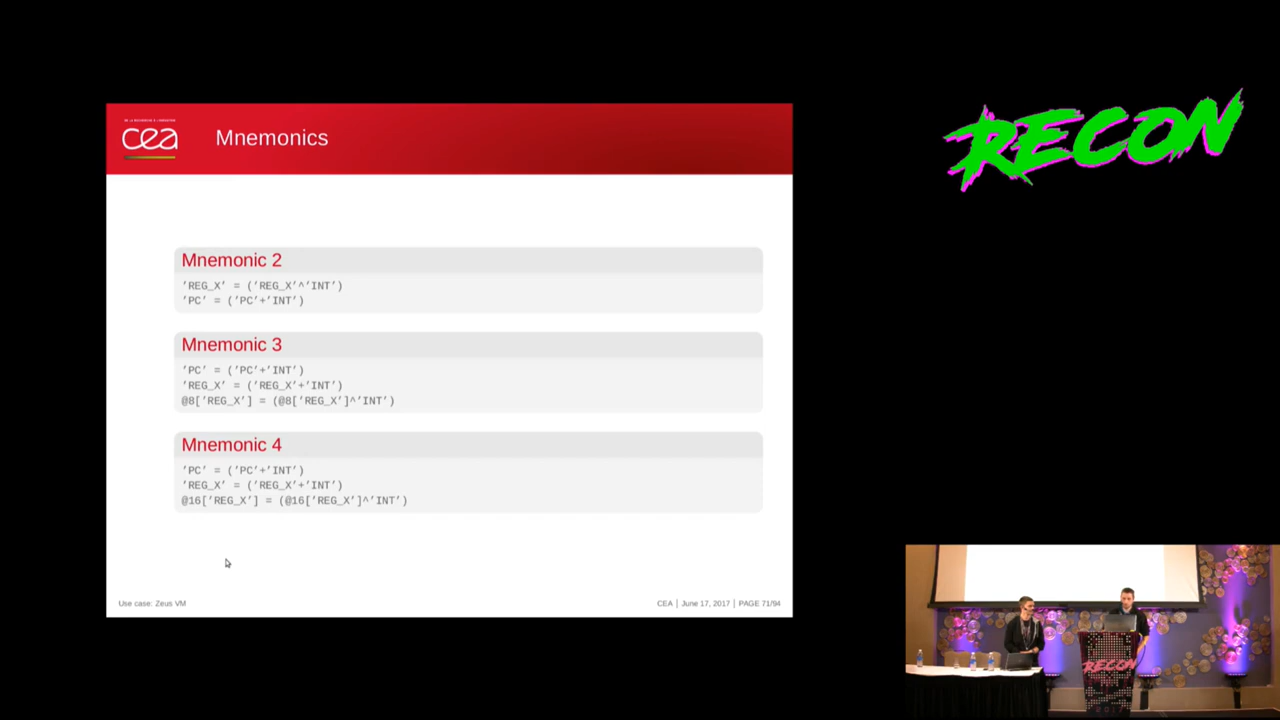 cea
Mnemonics
RECON
Mnemonic 2
'REG_X' = ('REG_X'^'INT')
'PC' = ('PC'+'INT')
Mnemonic 3
'PC' = ('PC'+'INT')
'REG_X' = ('REG_X'+'INT')
@8['REG_X'] = (@8['REG_X']^'INT')
Mnemonic 4
'PC' = ('PC'+'INT')
'REG_X' = ('REG_X'+'INT')
@16['REG_X'] = (@16['REG_X']^'INT')
Use case: Zeus VM
CEA | June 17, 2017 | PAGE 71/94
RECON